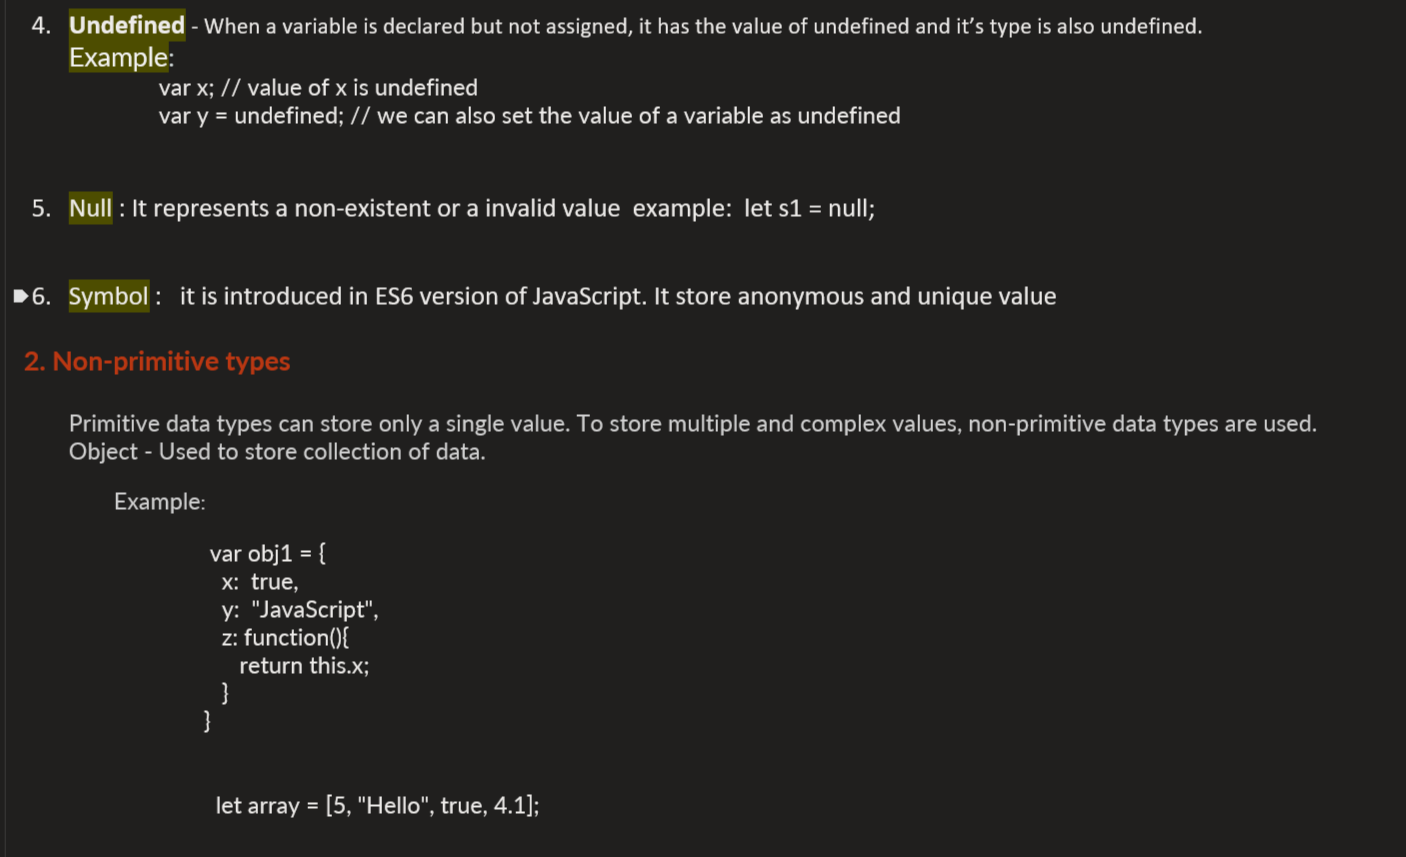 4. Undefined - When a variable is declared but not assigned, it has the value of undefined and it’s type is also undefined.
Example:
var x; // value of x is undefined
var y = undefined; // we can also set the value of a variable as undefined
5. Null : It represents a non-existent or a invalid value example: let s1 = null;
6. Symbol : it is introduced in ES6 version of JavaScript. It store anonymous and unique value
2. Non-primitive types
Primitive data types can store only a single value. To store multiple and complex values, non-primitive data types are used.
Object - Used to store collection of data.
Example:
var obj1 = {
x: true,
y: "JavaScript",
z: function(){
return this.x;
}
}
let array = [5, "Hello", true, 4.1];